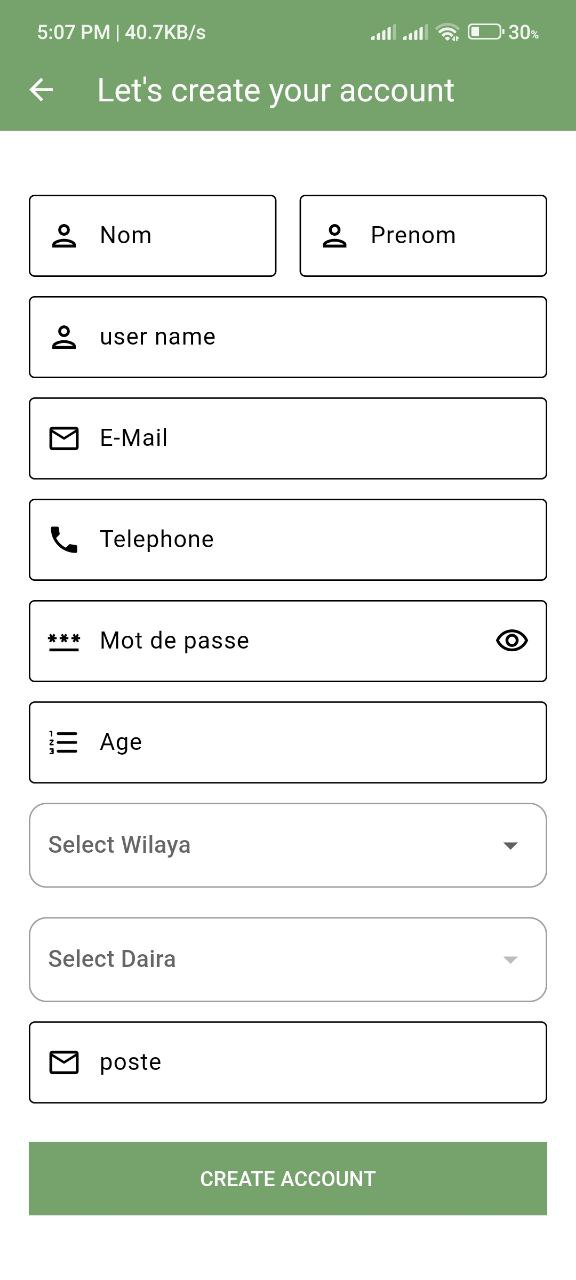 5:07 PM | 40.7KB/s 30%
Let's create your account
Nom Prenom
user name
E-Mail
Telephone
*** Mot de passe
Age
Select Wilaya
Select Daira
poste
CREATE ACCOUNT